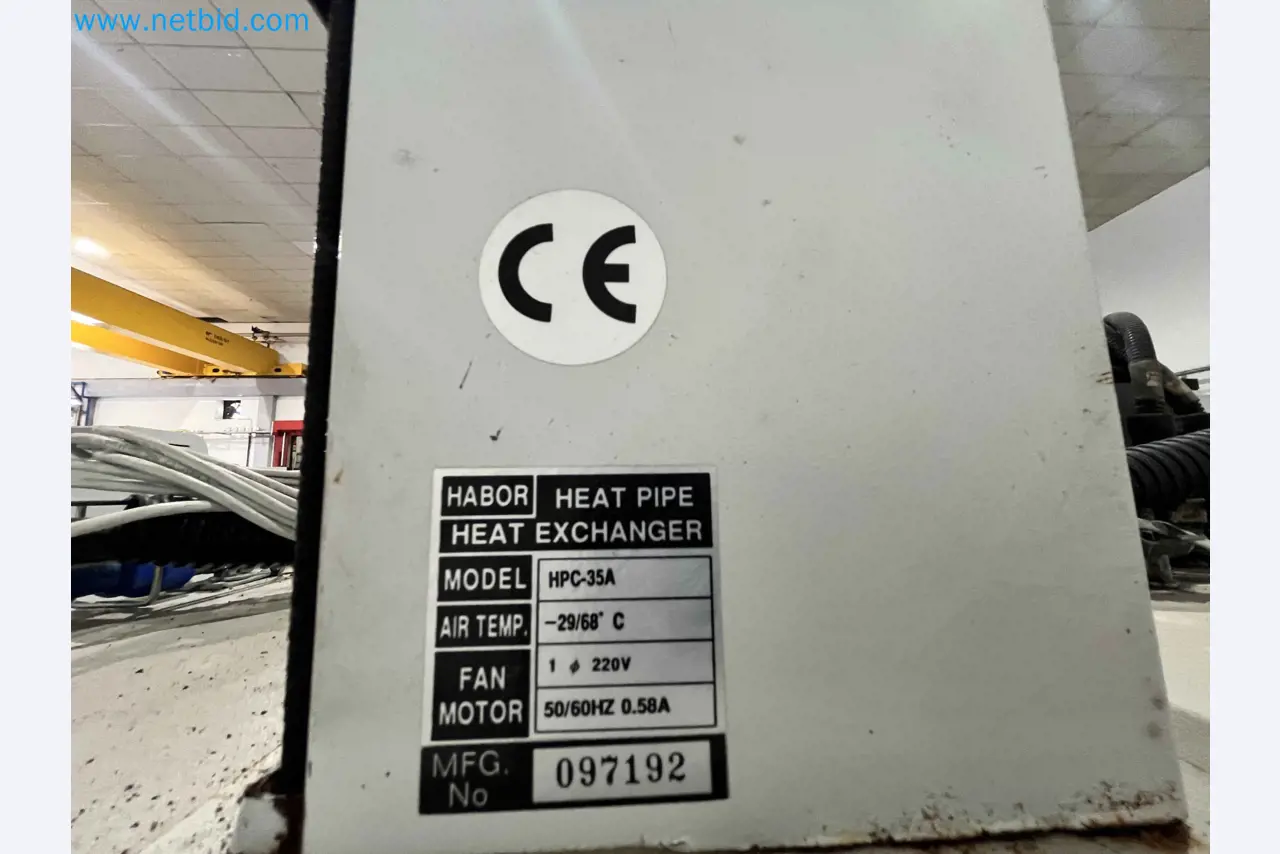 www.netbid.com
CE
HABOR HEAT PIPE
HEAT EXCHANGER
MODEL HPC-35A
AIR TEMP. -29/68° C
FAN MOTOR 1 φ 220V
50/60HZ 0.58A
MFG. No 097192